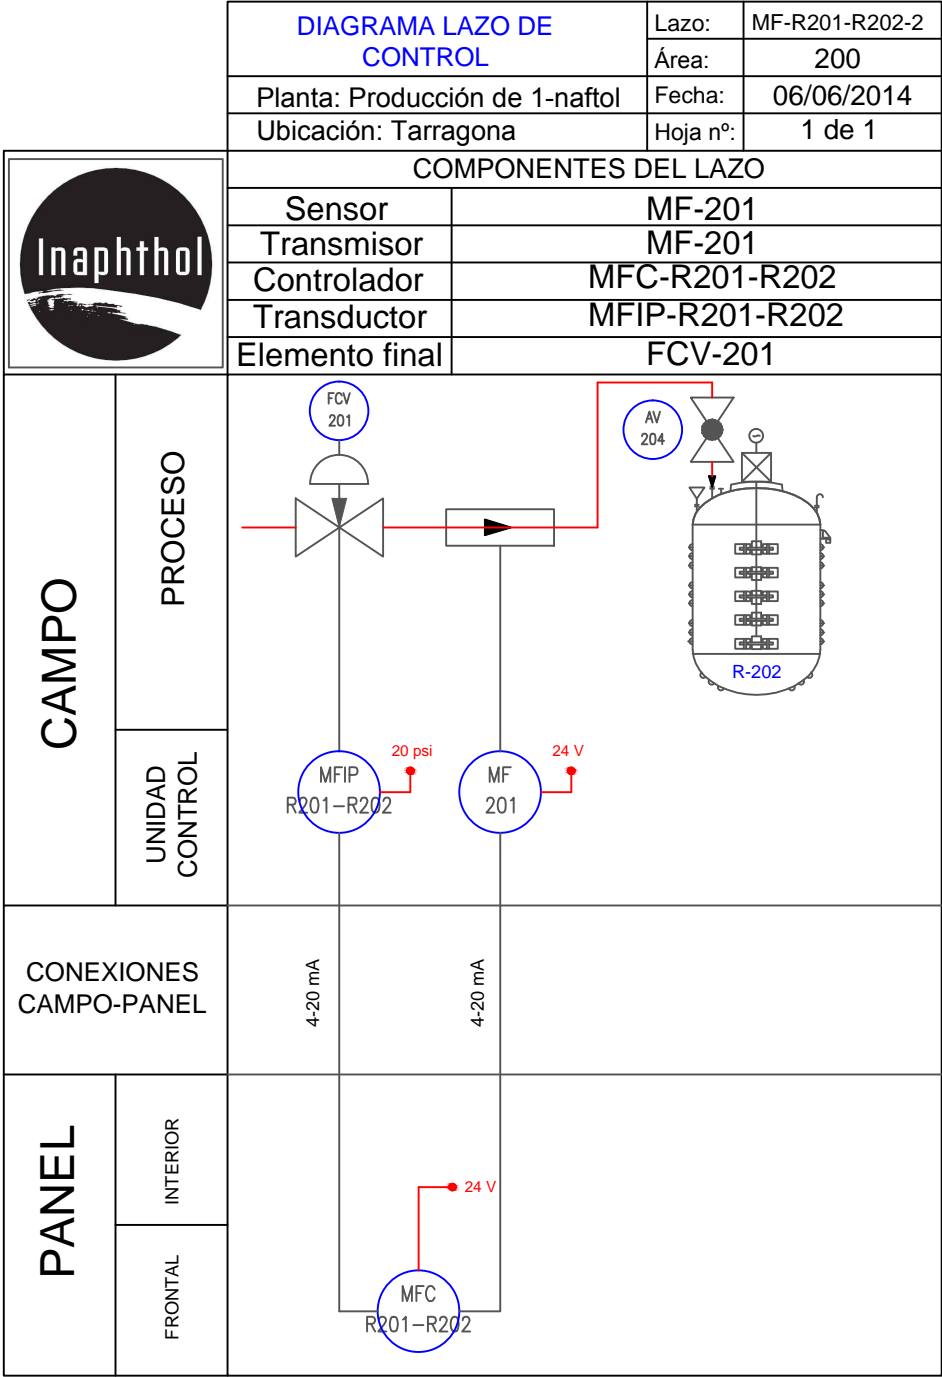 DIAGRAMA LAZO DE
CONTROL
Lazo:
MF-R201-R202-2
Área:
200
Planta: Producción de 1-naftol
Fecha:
06/06/2014
Ubicación: Tarragona
Hoja nº:
1 de 1
Inaphthol
COMPONENTES DEL LAZO
Sensor
MF-201
Transmisor
MF-201
Controlador
MFC-R201-R202
Transductor
MFIP-R201-R202
Elemento final
FCV-201
CAMPO
PROCESO
FCV
201
AV
204
R-202
UNIDAD
CONTROL
MFIP
R201-R202
20 psi
MF
201
24 V
CONEXIONES
CAMPO-PANEL
4-20 mA
4-20 mA
PANEL
INTERIOR
24 V
FRONTAL
MFC
R201-R202